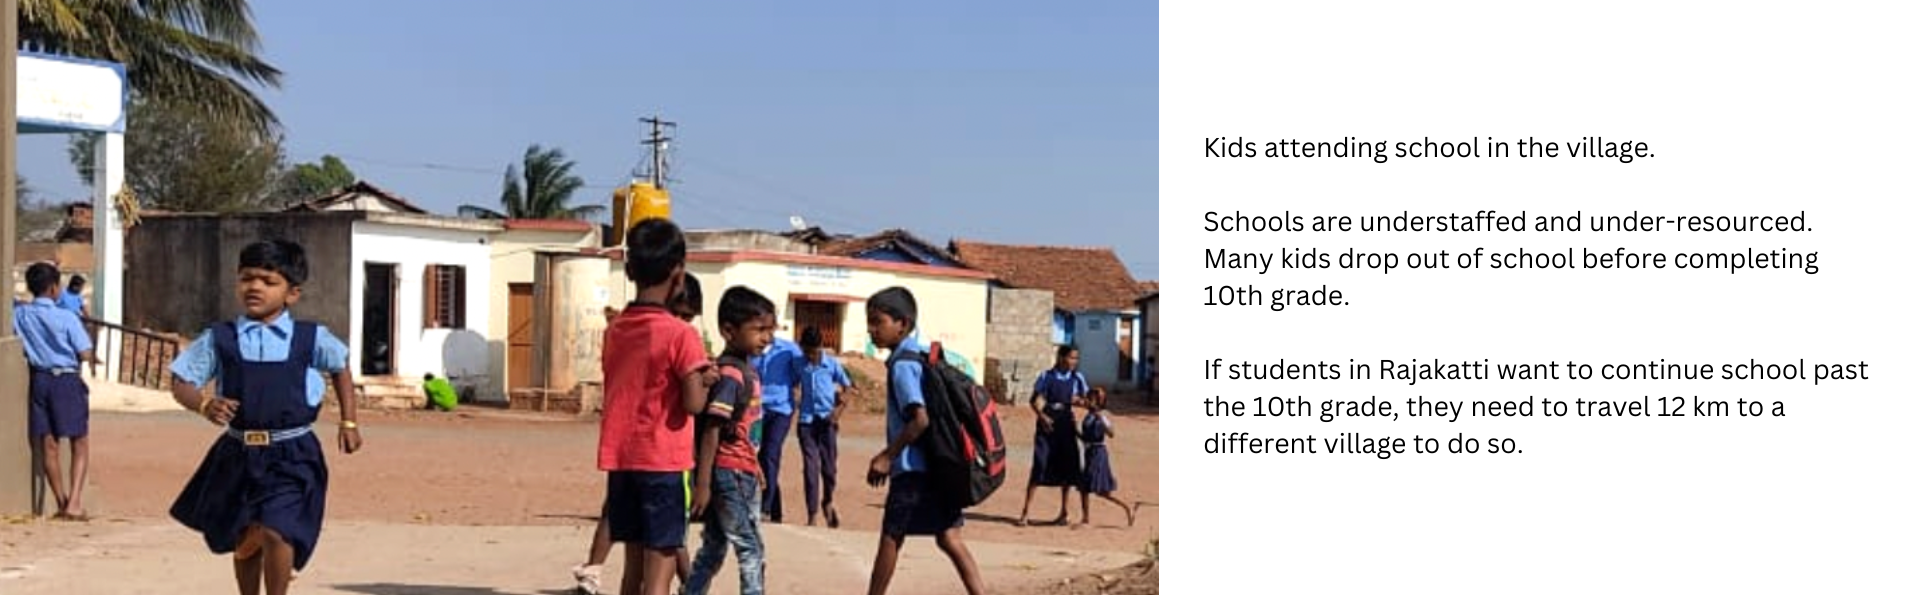 Kids attending school in the village.
Schools are understaffed and under-resourced.
Many kids drop out of school before completing
10th grade.
If students in Rajakatti want to continue school past
the 10th grade, they need to travel 12 km to a
different village to do so.